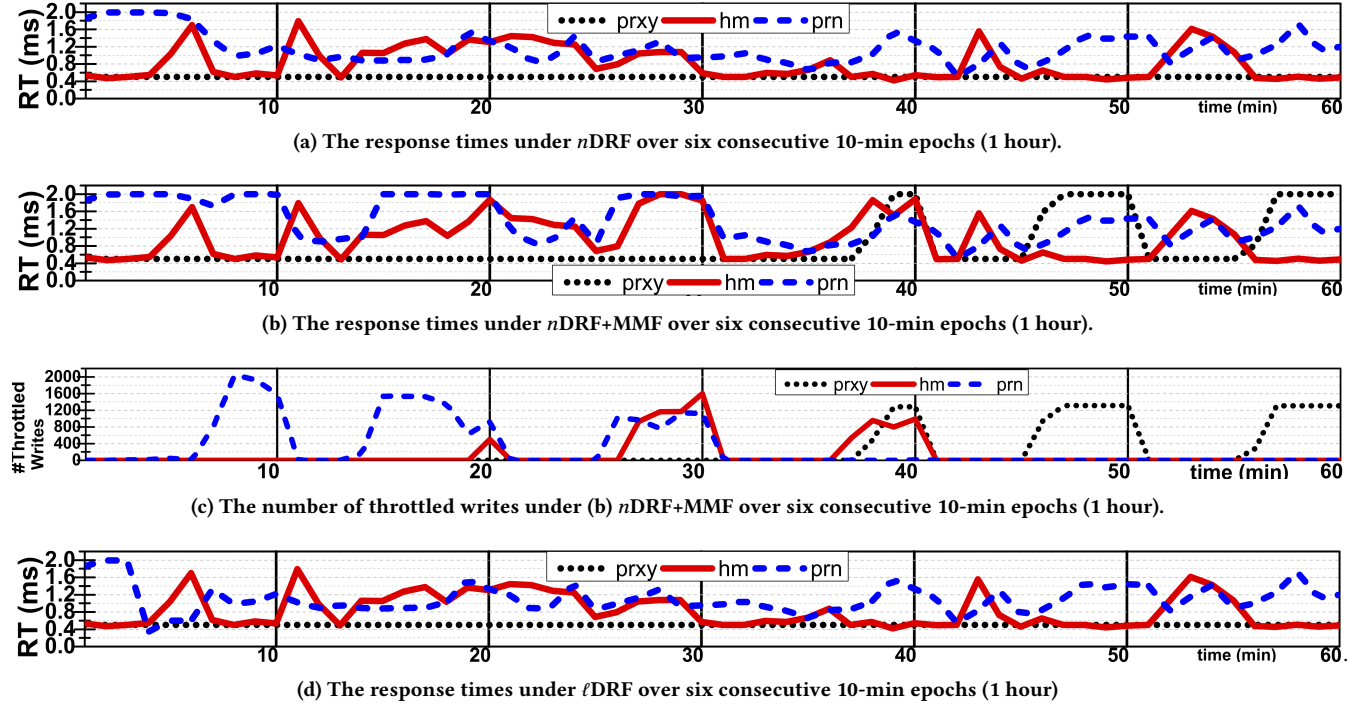 RT (ms)
2.0
1.6
1.2
0.8
0.4
0.0
prxy hm prn
10 20 30 40 50 60
time (min)
(a) The response times under nDRF over six consecutive 10-min epochs (1 hour).
RT (ms)
2.0
1.6
1.2
0.8
0.4
0.0
prxy hm prn
10 20 30 40 50 60
time (min)
(b) The response times under nDRF+MMF over six consecutive 10-min epochs (1 hour).
#Throttled
Writes
2000
1600
1200
800
400
0
prxy hm prn
10 20 30 40 50 60
time (min)
(c) The number of throttled writes under (b) nDRF+MMF over six consecutive 10-min epochs (1 hour).
RT (ms)
2.0
1.6
1.2
0.8
0.4
0.0
prxy hm prn
10 20 30 40 50 60.
time (min)
(d) The response times under ℓDRF over six consecutive 10-min epochs (1 hour)